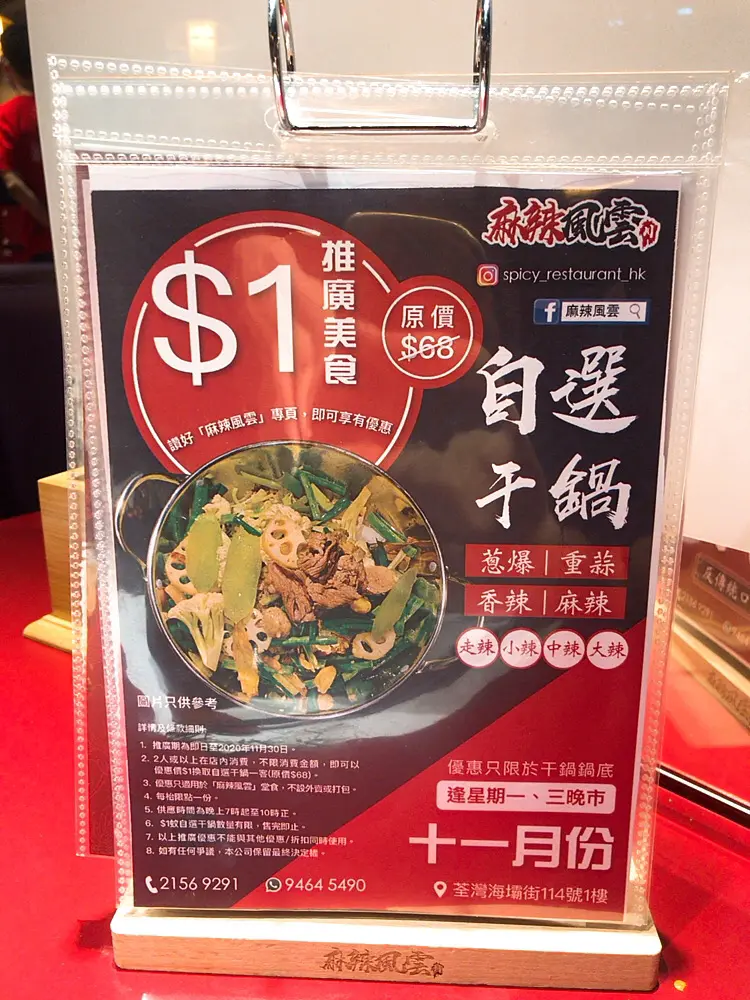 麻辣風雲
spicy_restaurant_hk
麻辣風雲
$1
推廣美食
原價
$68
讚好「麻辣風雲」專頁，即可享有優惠
自選
干鍋
蔥爆｜重蒜
香辣｜麻辣
走辣 小辣 中辣 大辣
圖片只供參考
詳情及條款細則:
1. 推廣期為即日至2020年11月30日。
2. 2人或以上在店內消費，不限消費金額，即可以
優惠價$1換取自選干鍋一客(原價$68)。
3. 優惠只適用於「麻辣風雲」堂食，不設外賣或打包。
4. 每枱限點一份。
5. 供應時間為晚上7時起至10時正。
6. $1蚊自選干鍋數量有限，售完即止。
7. 以上推廣優惠不能與其他優惠/折扣同時使用。
8. 如有任何爭議，本公司保留最終決定權。
2156 9291 9464 5490
優惠只限於干鍋鍋底
逢星期一、三晚市
十一月份
荃灣海壩街114號1樓
麻辣風雲
反傳統